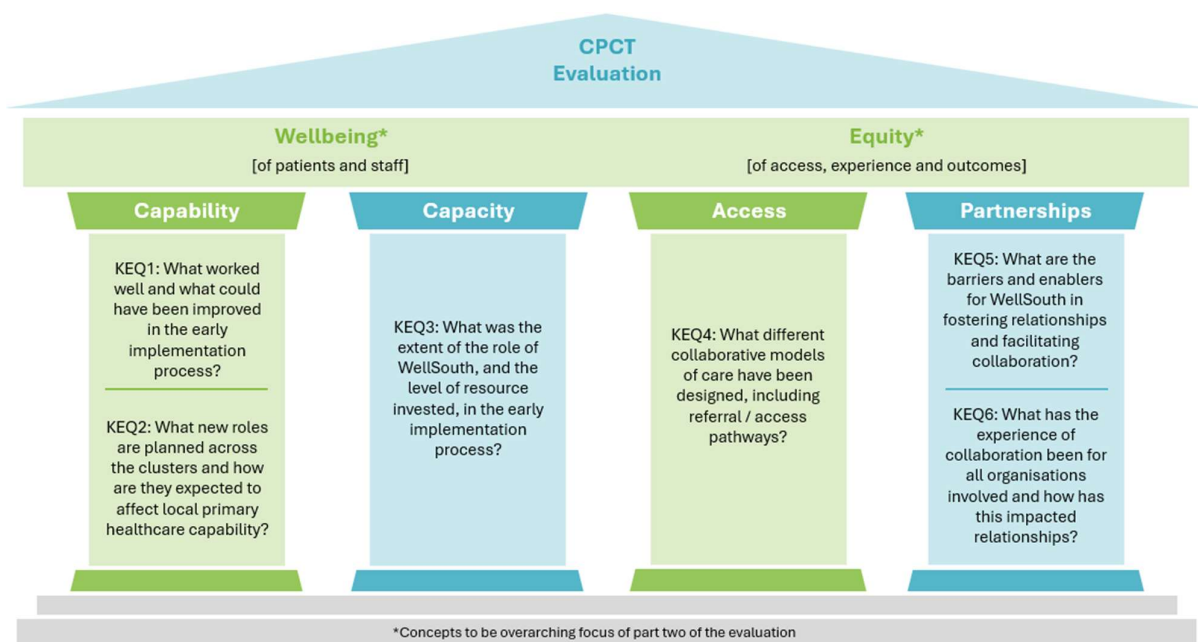 CPCT
Evaluation
Wellbeing*
[of patients and staff]
Equity*
[of access, experience and outcomes]
Capability
KEQ1: What worked
well and what could
have been improved
in the early
implementation
process?
KEQ2: What new roles
are planned across
the clusters and how
are they expected to
affect local primary
healthcare capability?
Capacity
KEQ3: What was the
extent of the role of
WellSouth, and the
level of resource
invested, in the early
implementation
process?
Access
KEQ4: What different
collaborative models
of care have been
designed, including
referral / access
pathways?
Partnerships
KEQ5: What are the
barriers and enablers
for WellSouth in
fostering relationships
and facilitating
collaboration?
KEQ6: What has the
experience of
collaboration been for
all organisations
involved and how has
this impacted
relationships?
*Concepts to be overarching focus of part two of the evaluation